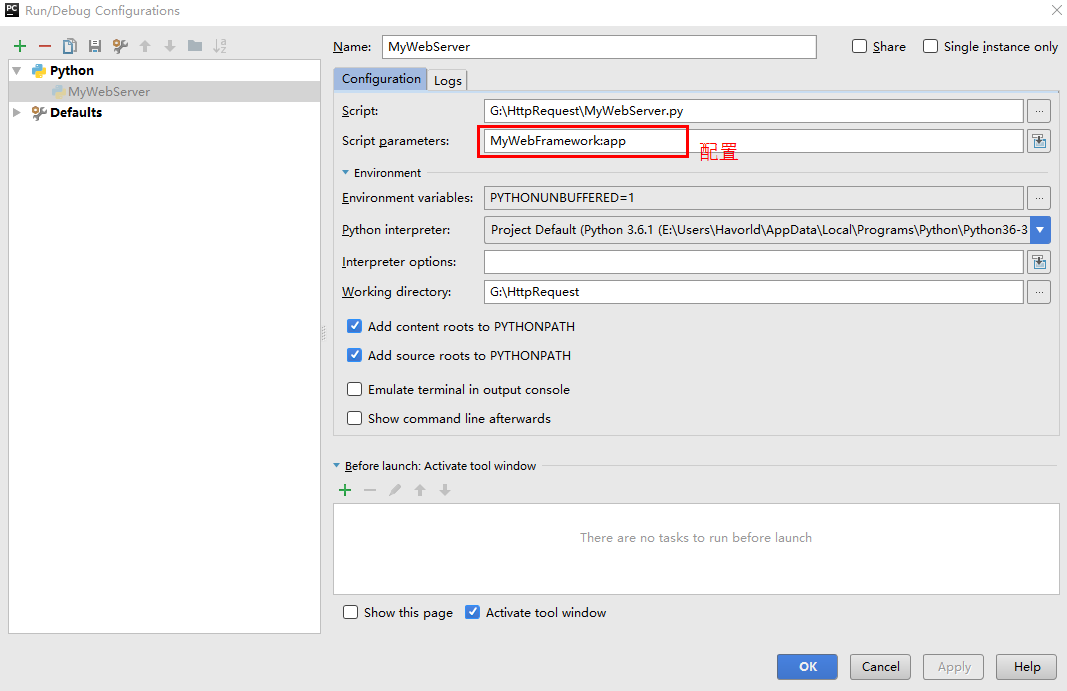 PC Run/Debug Configurations
Name: MyWebServer Share Single instance only
Python
MyWebServer
Defaults
Configuration Logs
Script: G:\HttpRequest\MyWebServer.py ...
Script parameters: MyWebFramework:app 配置
Environment
Environment variables: PYTHONUNBUFFERED=1 ...
Python interpreter: Project Default (Python 3.6.1 (E:\Users\Havorld\AppData\Local\Programs\Python\Python36-3
Interpreter options:
Working directory: G:\HttpRequest ...
Add content roots to PYTHONPATH
Add source roots to PYTHONPATH
Emulate terminal in output console
Show command line afterwards
Before launch: Activate tool window
There are no tasks to run before launch
Show this page Activate tool window
OK Cancel Apply Help